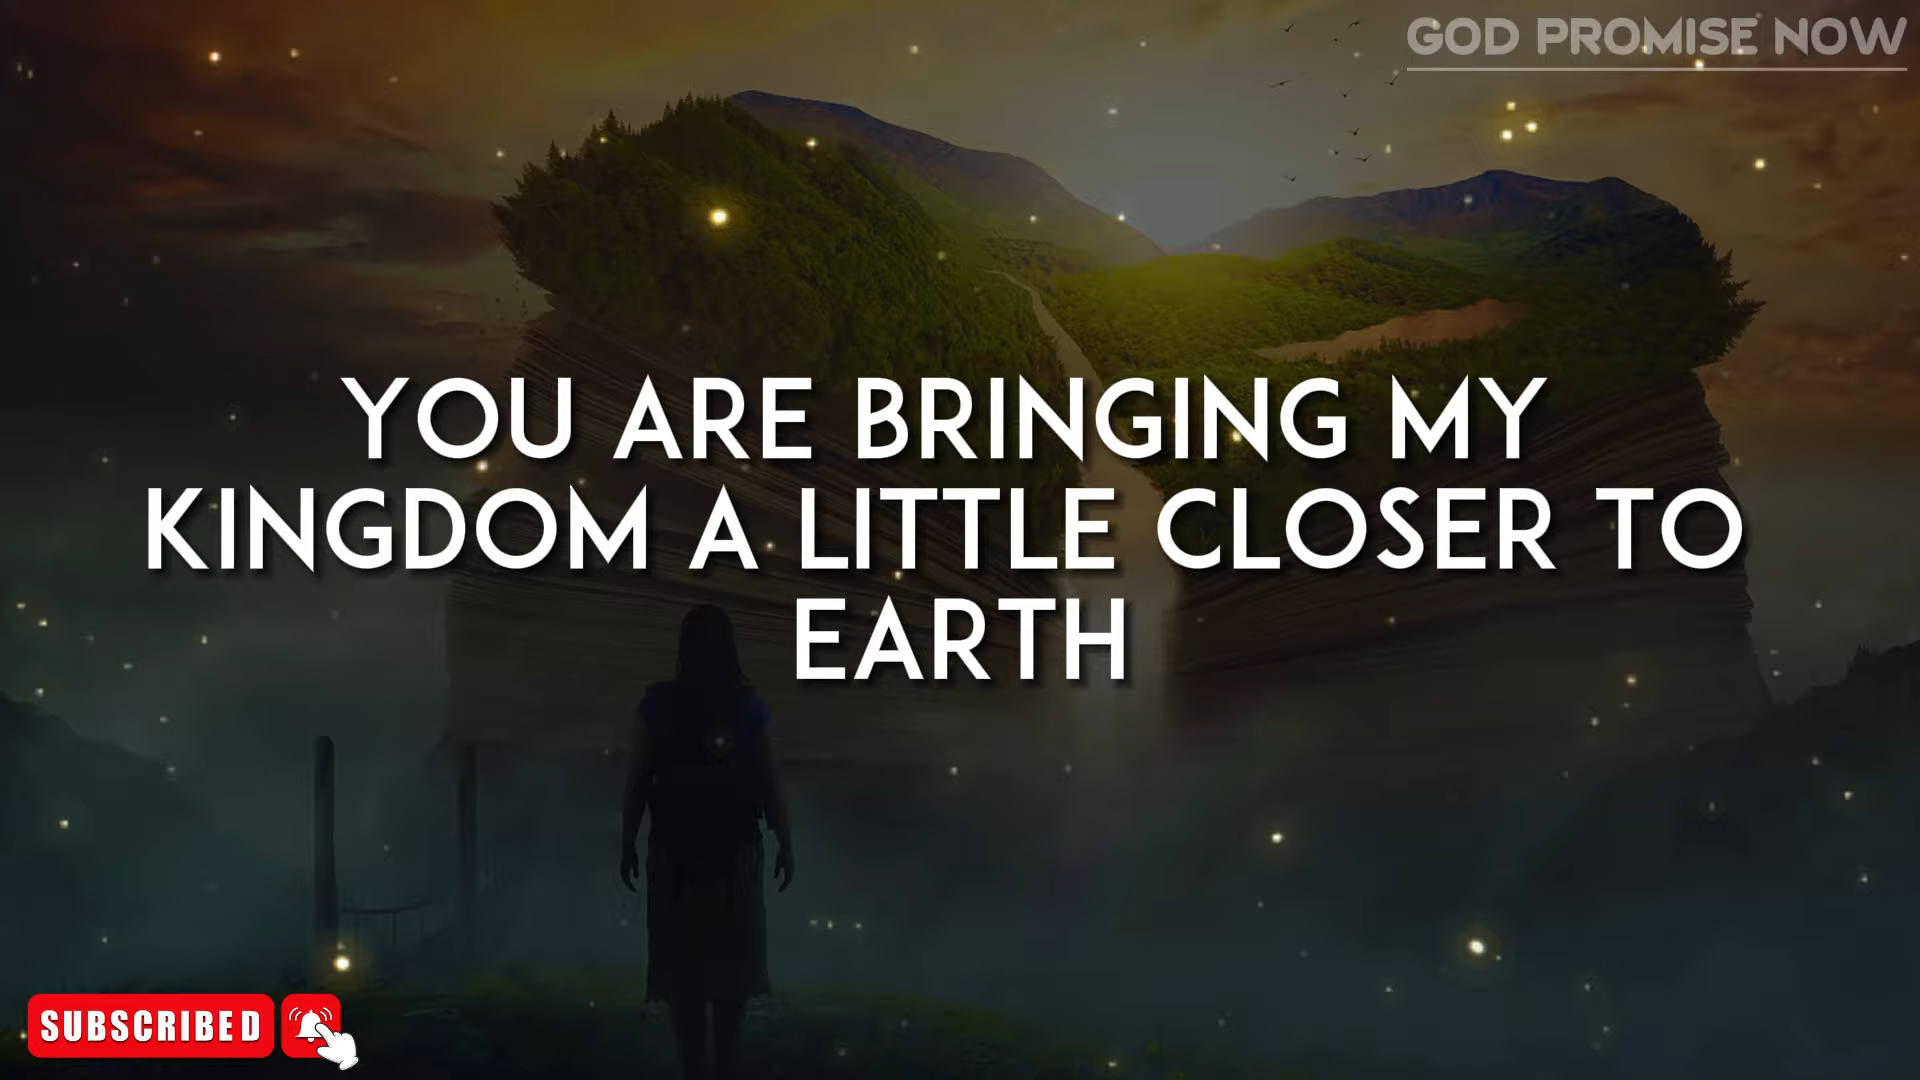 GOD PROMISE NOW
YOU ARE BRINGING MY
KINGDOM A LITTLE CLOSER TO
EARTH
SUBSCRIBED